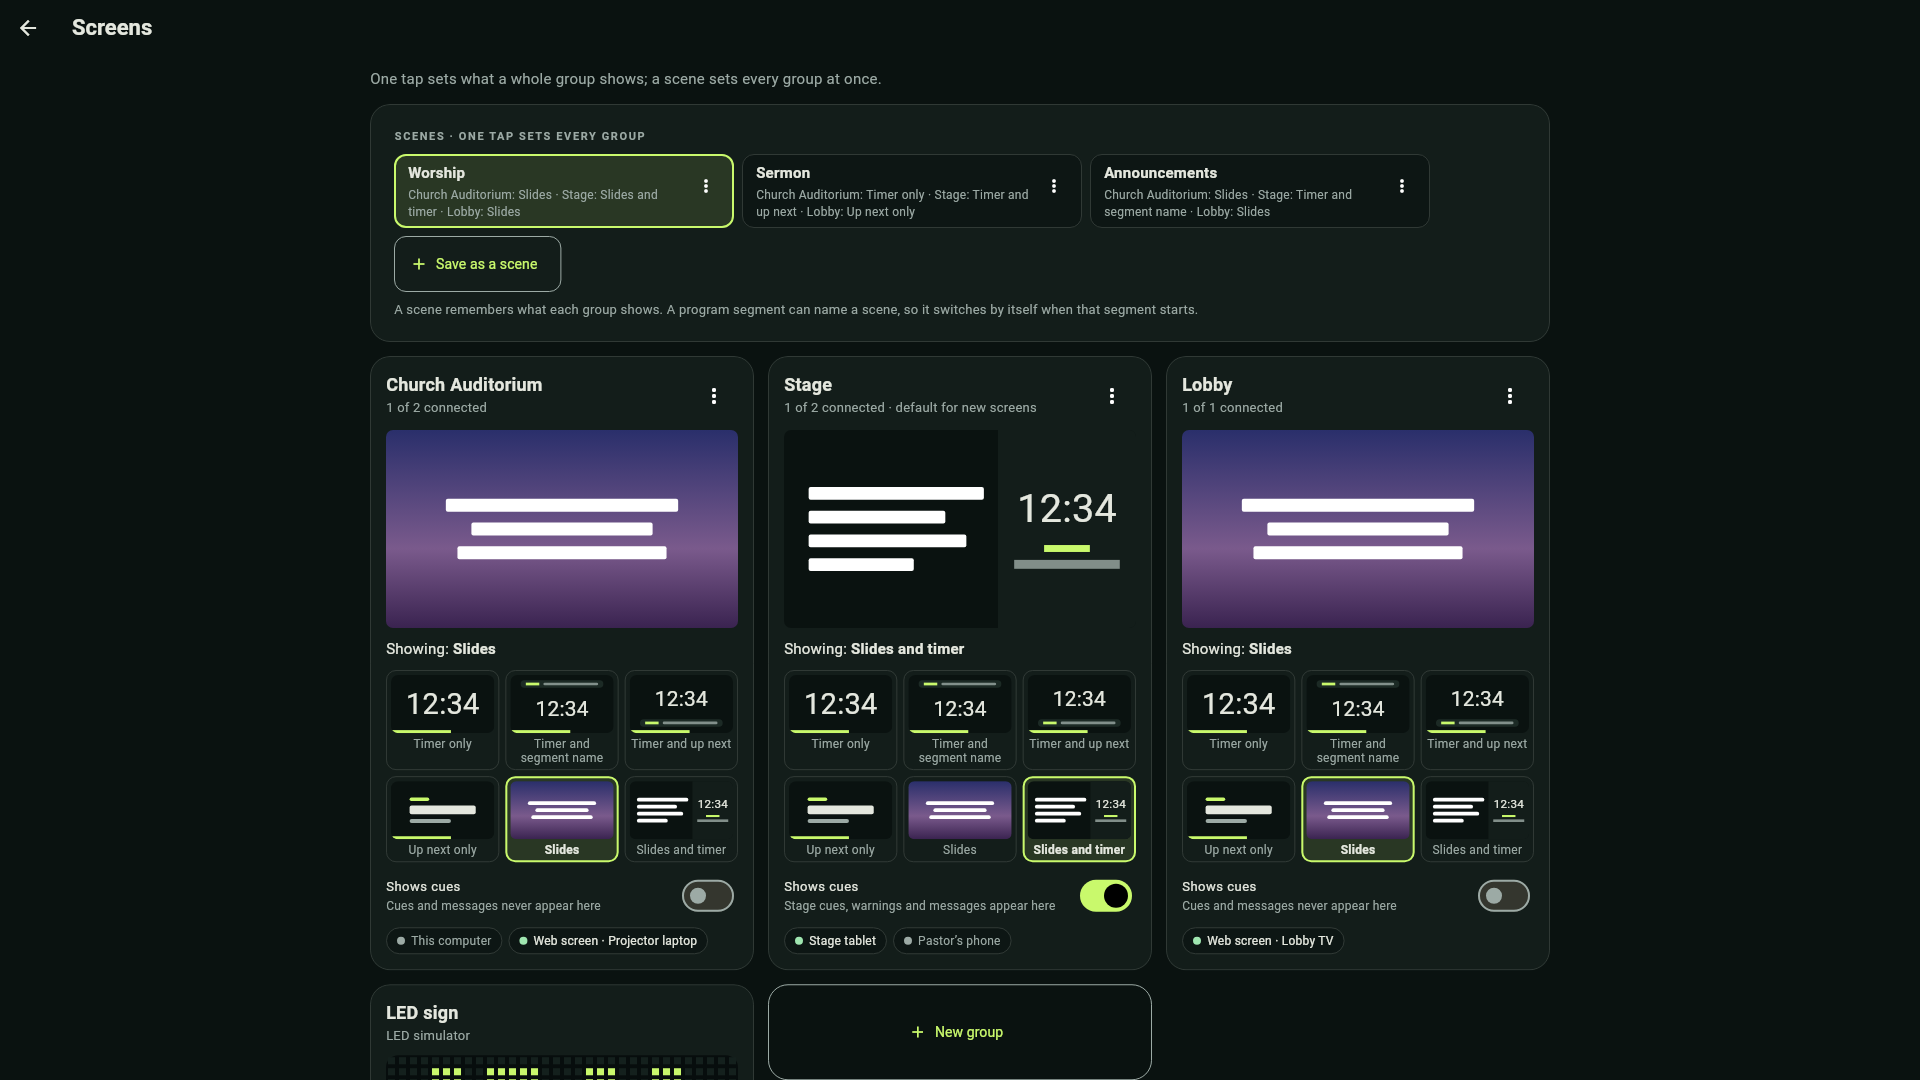 Screens
One tap sets what a whole group shows; a scene sets every group at once.
SCENES · ONE TAP SETS EVERY GROUP
Worship
Church Auditorium: Slides · Stage: Slides and
timer · Lobby: Slides
Sermon
Church Auditorium: Timer only · Stage: Timer and
up next · Lobby: Up next only
Announcements
Church Auditorium: Slides · Stage: Timer and
segment name · Lobby: Slides
+ Save as a scene
A scene remembers what each group shows. A program segment can name a scene, so it switches by itself when that segment starts.
Church Auditorium
1 of 2 connected
Showing: Slides
12:34
Timer only
12:34
Timer and
segment name
12:34
Timer and up next
Up next only
Slides
12:34
Slides and timer
Shows cues
Cues and messages never appear here
This computer
Web screen · Projector laptop
Stage
1 of 2 connected · default for new screens
12:34
Showing: Slides and timer
12:34
Timer only
12:34
Timer and
segment name
12:34
Timer and up next
Up next only
Slides
12:34
Slides and timer
Shows cues
Stage cues, warnings and messages appear here
Stage tablet
Pastor's phone
Lobby
1 of 1 connected
Showing: Slides
12:34
Timer only
12:34
Timer and
segment name
12:34
Timer and up next
Up next only
Slides
12:34
Slides and timer
Shows cues
Cues and messages never appear here
Web screen · Lobby TV
LED sign
LED simulator
+ New group